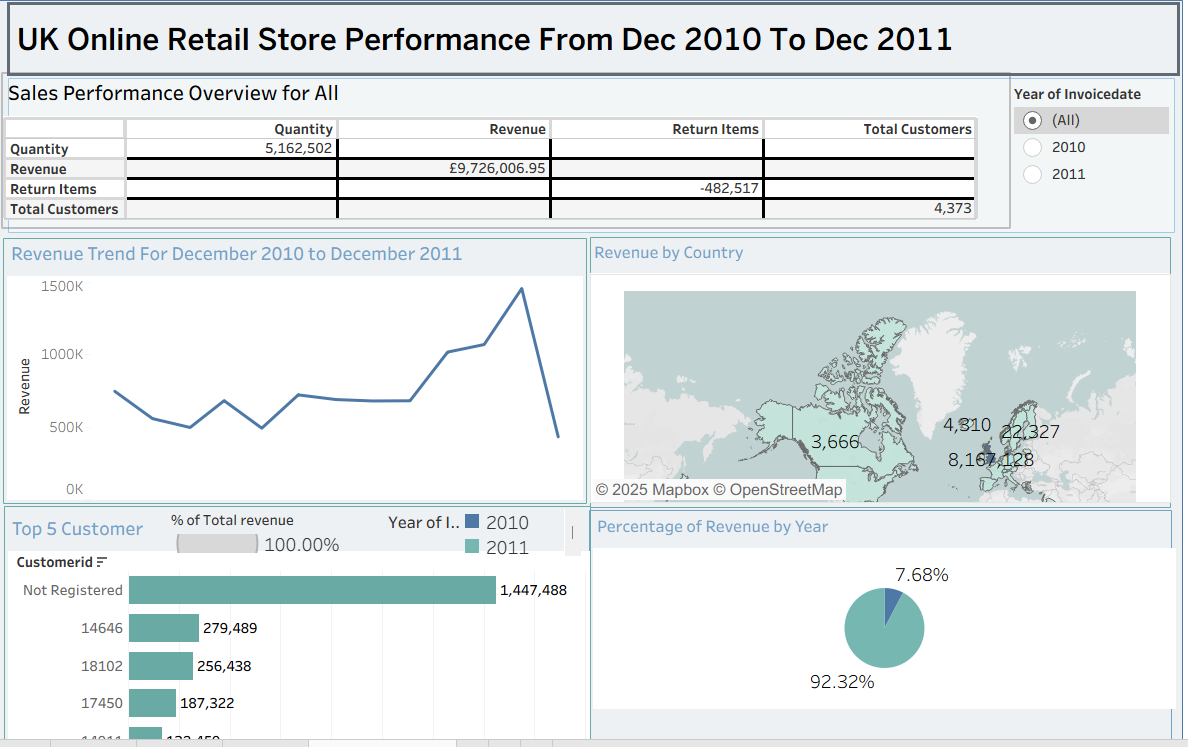 UK Online Retail Store Performance From Dec 2010 To Dec 2011
Sales Performance Overview for All
Quantity Revenue Return Items Total Customers
Quantity 5,162,502
Revenue £9,726,006.95
Return Items -482,517
Total Customers 4,373
Year of Invoicedate
(All)
2010
2011
Revenue Trend For December 2010 to December 2011
1500K
1000K
500K
0K
Revenue
Revenue by Country
3,666
4,310
22,327
8,167,128
© 2025 Mapbox © OpenStreetMap
Top 5 Customer
% of Total revenue
100.00%
Year of I..
2010
2011
Customerid
Not Registered 1,447,488
14646 279,489
18102 256,438
17450 187,322
Percentage of Revenue by Year
7.68%
92.32%